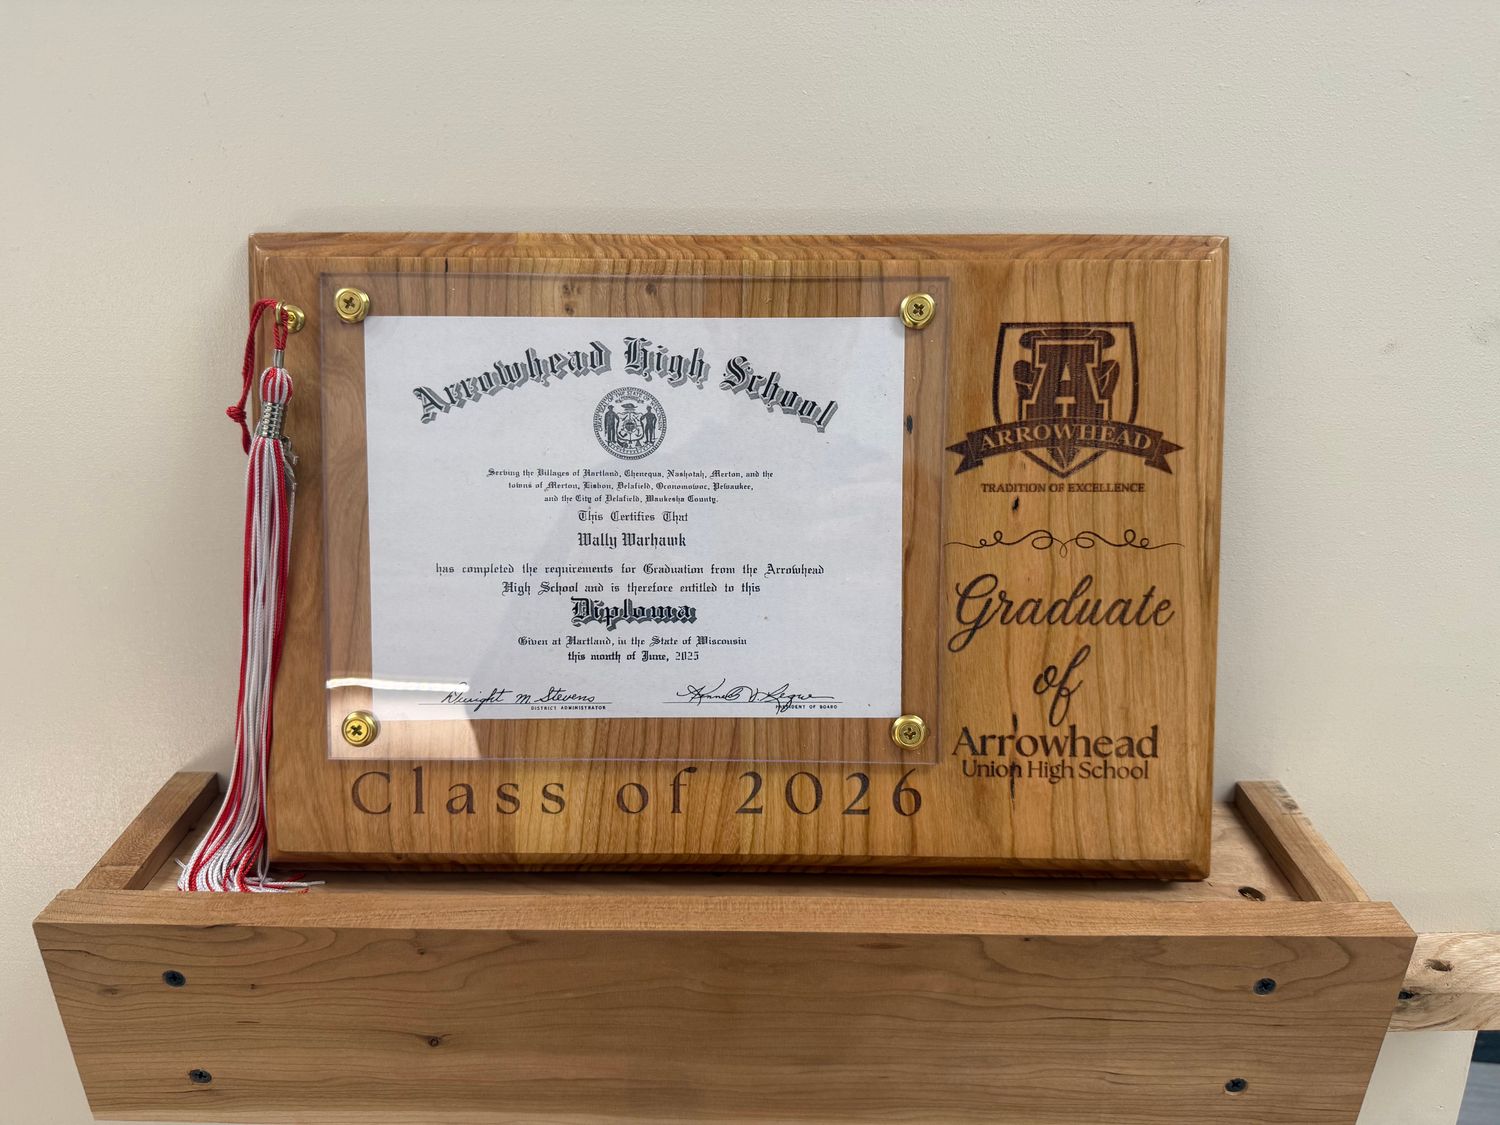 Arrowhead High School
Serving the Villages of Hartland, Chenequa, Nashotah, Merton, and the
towns of Merton, Lisbon, Delafield, Oconomowoc, Pewaukee,
and the City of Delafield, Waukesha County.
This Certifies That
Wally Warhawk
has completed the requirements for Graduation from the Arrowhead
High School and is therefore entitled to this
Diploma
Given at Hartland, in the State of Wisconsin
this month of June, 2025
Dwight M. Stevens
DISTRICT ADMINISTRATOR
PRESIDENT OF BOARD
Class of 2026
A
ARROWHEAD
TRADITION OF EXCELLENCE
Graduate
of
Arrowhead
Union High School